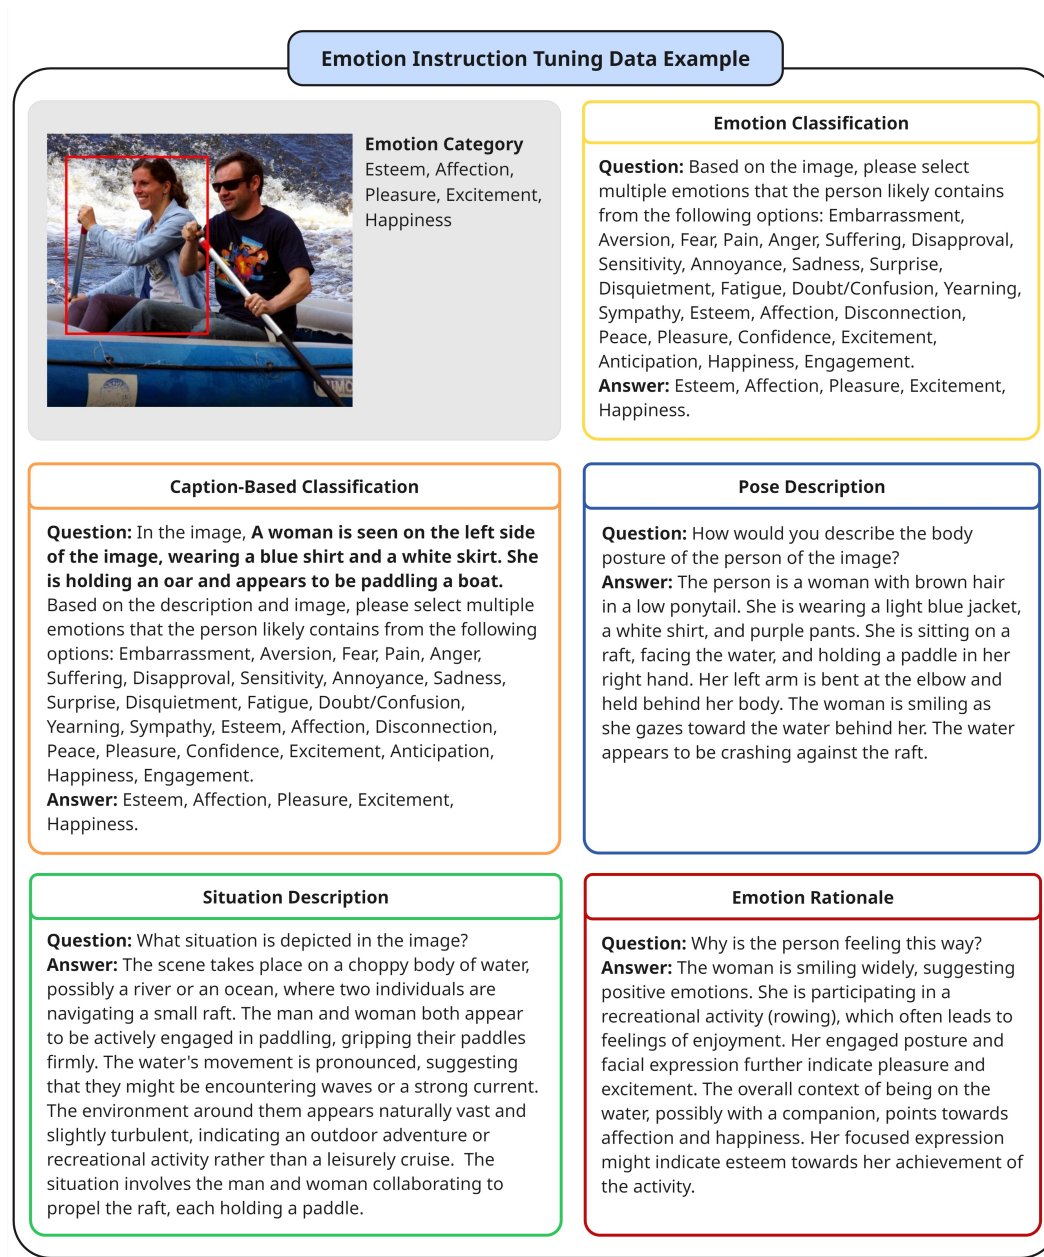 Emotion Instruction Tuning Data Example
Emotion Category
Esteem, Affection,
Pleasure, Excitement,
Happiness
Emotion Classification
Question: Based on the image, please select
multiple emotions that the person likely contains
from the following options: Embarrassment,
Aversion, Fear, Pain, Anger, Suffering, Disapproval,
Sensitivity, Annoyance, Sadness, Surprise,
Disquietment, Fatigue, Doubt/Confusion, Yearning,
Sympathy, Esteem, Affection, Disconnection,
Peace, Pleasure, Confidence, Excitement,
Anticipation, Happiness, Engagement.
Answer: Esteem, Affection, Pleasure, Excitement,
Happiness.
Caption-Based Classification
Question: In the image, A woman is seen on the left side
of the image, wearing a blue shirt and a white skirt. She
is holding an oar and appears to be paddling a boat.
Based on the description and image, please select multiple
emotions that the person likely contains from the following
options: Embarrassment, Aversion, Fear, Pain, Anger,
Suffering, Disapproval, Sensitivity, Annoyance, Sadness,
Surprise, Disquietment, Fatigue, Doubt/Confusion,
Yearning, Sympathy, Esteem, Affection, Disconnection,
Peace, Pleasure, Confidence, Excitement, Anticipation,
Happiness, Engagement.
Answer: Esteem, Affection, Pleasure, Excitement,
Happiness.
Pose Description
Question: How would you describe the body
posture of the person of the image?
Answer: The person is a woman with brown hair
in a low ponytail. She is wearing a light blue jacket,
a white shirt, and purple pants. She is sitting on a
raft, facing the water, and holding a paddle in her
right hand. Her left arm is bent at the elbow and
held behind her body. The woman is smiling as
she gazes toward the water behind her. The water
appears to be crashing against the raft.
Situation Description
Question: What situation is depicted in the image?
Answer: The scene takes place on a choppy body of water,
possibly a river or an ocean, where two individuals are
navigating a small raft. The man and woman both appear
to be actively engaged in paddling, gripping their paddles
firmly. The water's movement is pronounced, suggesting
that they might be encountering waves or a strong current.
The environment around them appears naturally vast and
slightly turbulent, indicating an outdoor adventure or
recreational activity rather than a leisurely cruise. The
situation involves the man and woman collaborating to
propel the raft, each holding a paddle.
Emotion Rationale
Question: Why is the person feeling this way?
Answer: The woman is smiling widely, suggesting
positive emotions. She is participating in a
recreational activity (rowing), which often leads to
feelings of enjoyment. Her engaged posture and
facial expression further indicate pleasure and
excitement. The overall context of being on the
water, possibly with a companion, points towards
affection and happiness. Her focused expression
might indicate esteem towards her achievement of
the activity.